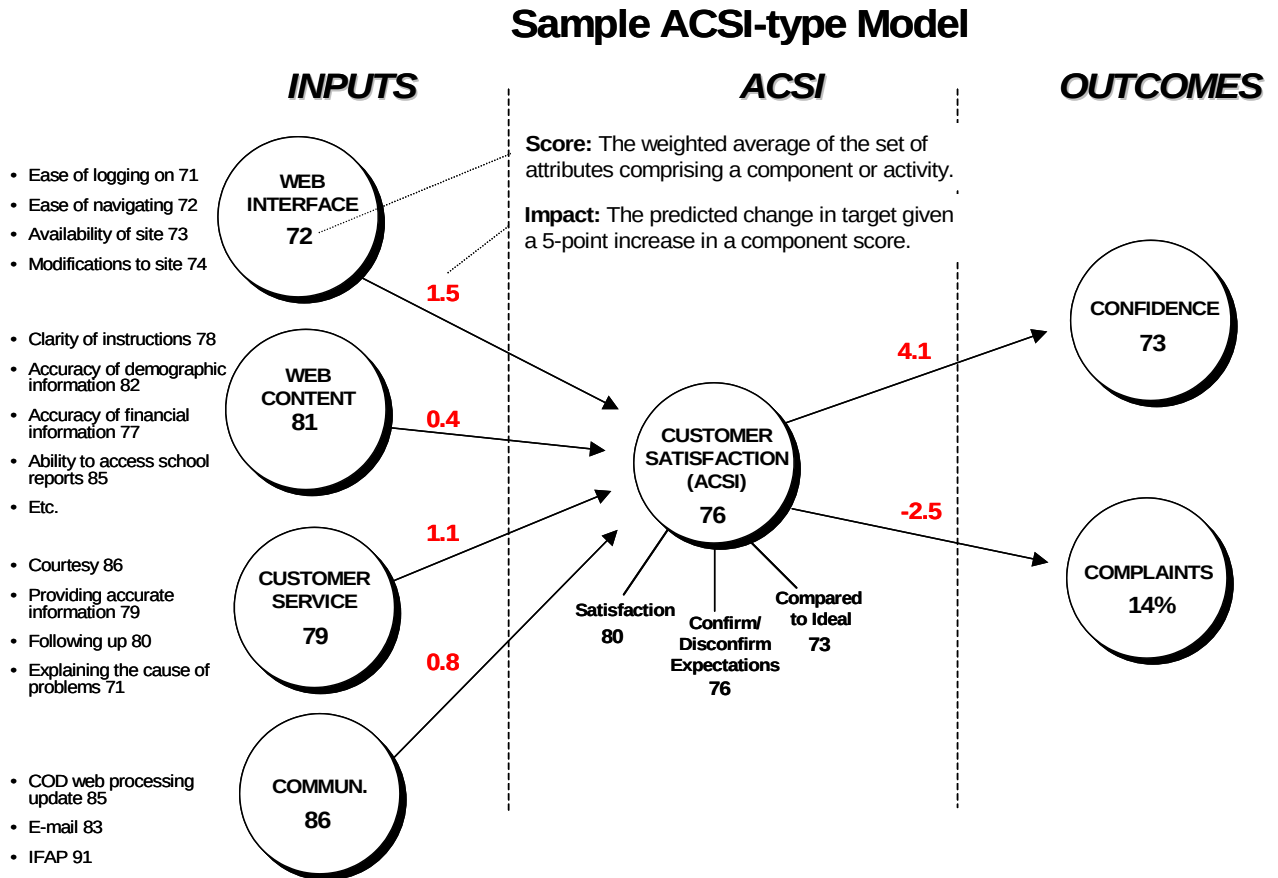 Sample ACSI-type Model
INPUTS
ACSI
OUTCOMES
Score: The weighted average of the set of
attributes comprising a component or activity.
Impact: The predicted change in target given
a 5-point increase in a component score.
• Ease of logging on 71
• Ease of navigating 72
• Availability of site 73
• Modifications to site 74
WEB
INTERFACE
72
1.5
• Clarity of instructions 78
• Accuracy of demographic
information 82
• Accuracy of financial
information 77
• Ability to access school
reports 85
• Etc.
WEB
CONTENT
81
0.4
• Courtesy 86
• Providing accurate
information 79
• Following up 80
• Explaining the cause of
problems 71
CUSTOMER
SERVICE
79
1.1
• COD web processing
update 85
• E-mail 83
• IFAP 91
COMMUN.
86
0.8
CUSTOMER
SATISFACTION
(ACSI)
76
Satisfaction
80
Confirm/
Disconfirm
Expectations
76
Compared
to Ideal
73
4.1
-2.5
CONFIDENCE
73
COMPLAINTS
14%